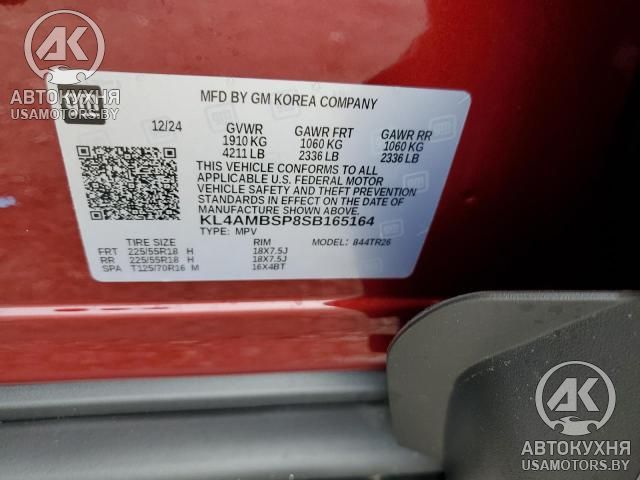 АК
АВТОКУХНЯ
USAMOTORS.BY
gm
MFD BY GM KOREA COMPANY
12/24 GVWR GAWR FRT GAWR RR
1910 KG 1060 KG 1060 KG
4211 LB 2336 LB 2336 LB
THIS VEHICLE CONFORMS TO ALL
APPLICABLE U.S. FEDERAL MOTOR
VEHICLE SAFETY AND THEFT PREVENTION
STANDARDS IN EFFECT ON THE DATE OF
MANUFACTURE SHOWN ABOVE.
KL4AMBSP8SB165164
TYPE: MPV MODEL: 844TR26
TIRE SIZE RIM
FRT 225/55R18 H 18X7.5J
RR 225/55R18 H 18X7.5J
SPA T125/70R16 M 16X4BT
АК
АВТОКУХНЯ
USAMOTORS.BY